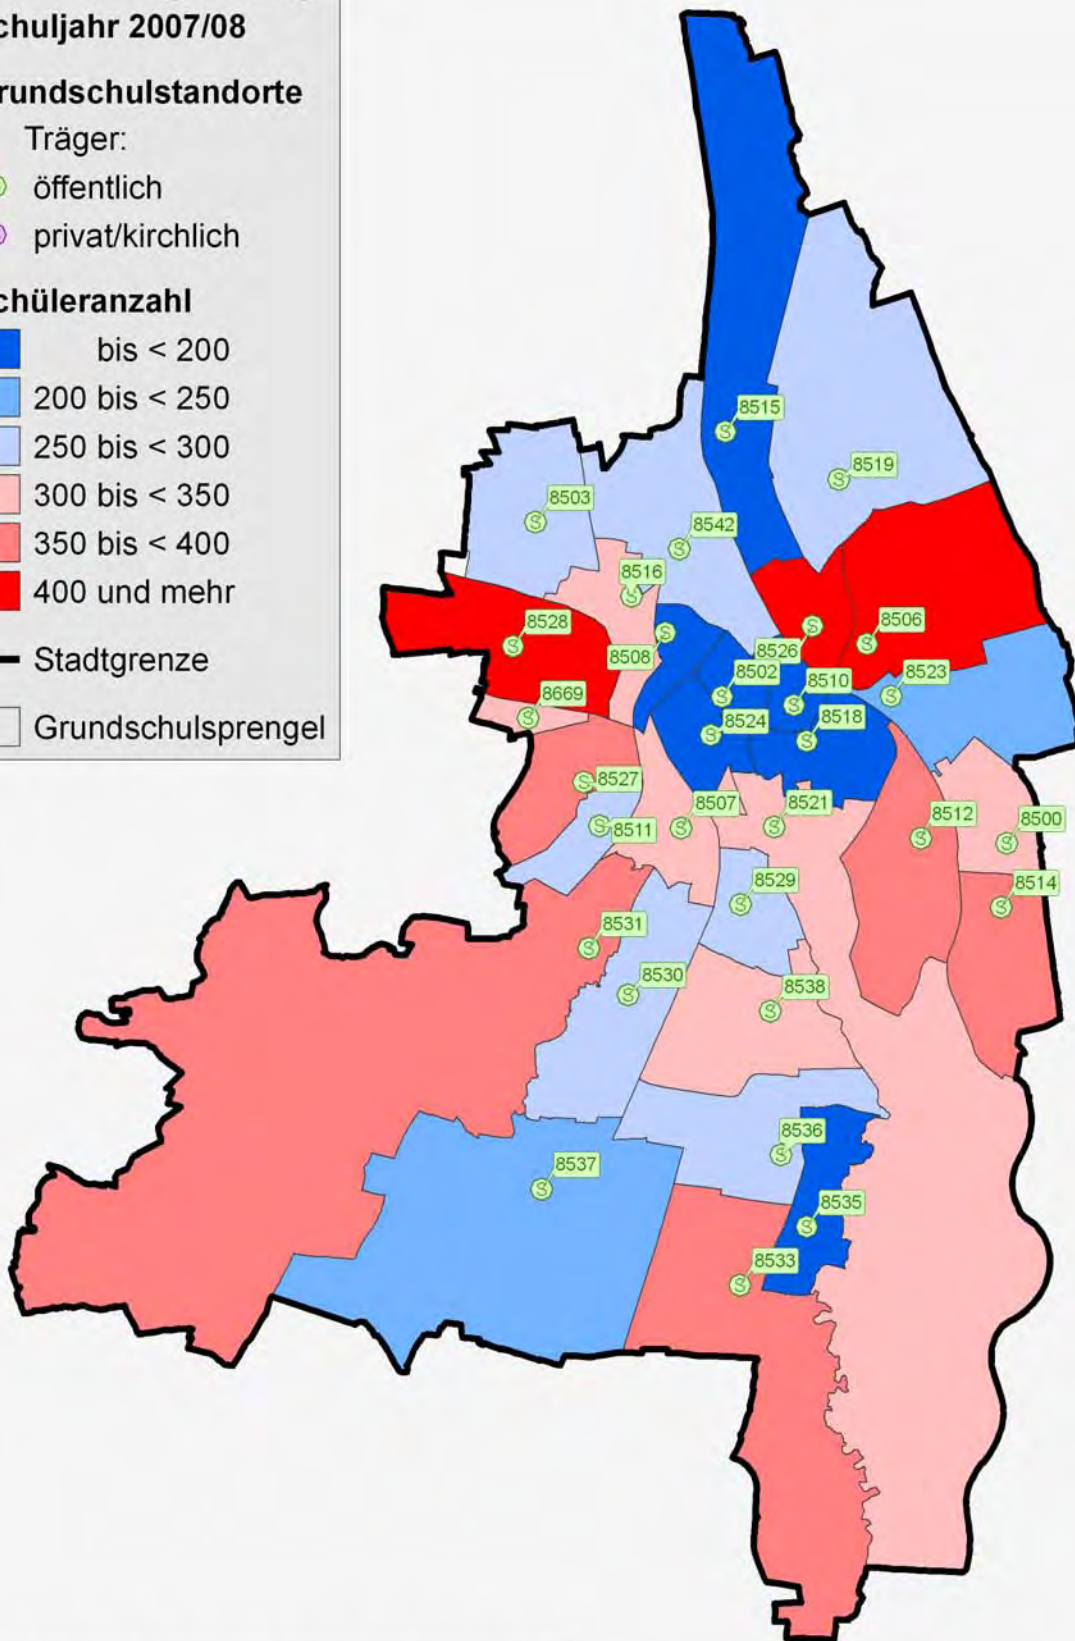 chuljahr 2007/08
rundschulstandorte
Träger:
öffentlich
privat/kirchlich
chüleranzahl
bis < 200
200 bis < 250
250 bis < 300
300 bis < 350
350 bis < 400
400 und mehr
Stadtgrenze
Grundschulsprengel
8515
8519
8503
8542
8516
8528
8508
8526
8506
8502
8510
8523
8669
8524
8518
8527
8511
8507
8521
8512
8500
8529
8514
8531
8530
8538
8536
8537
8535
8533